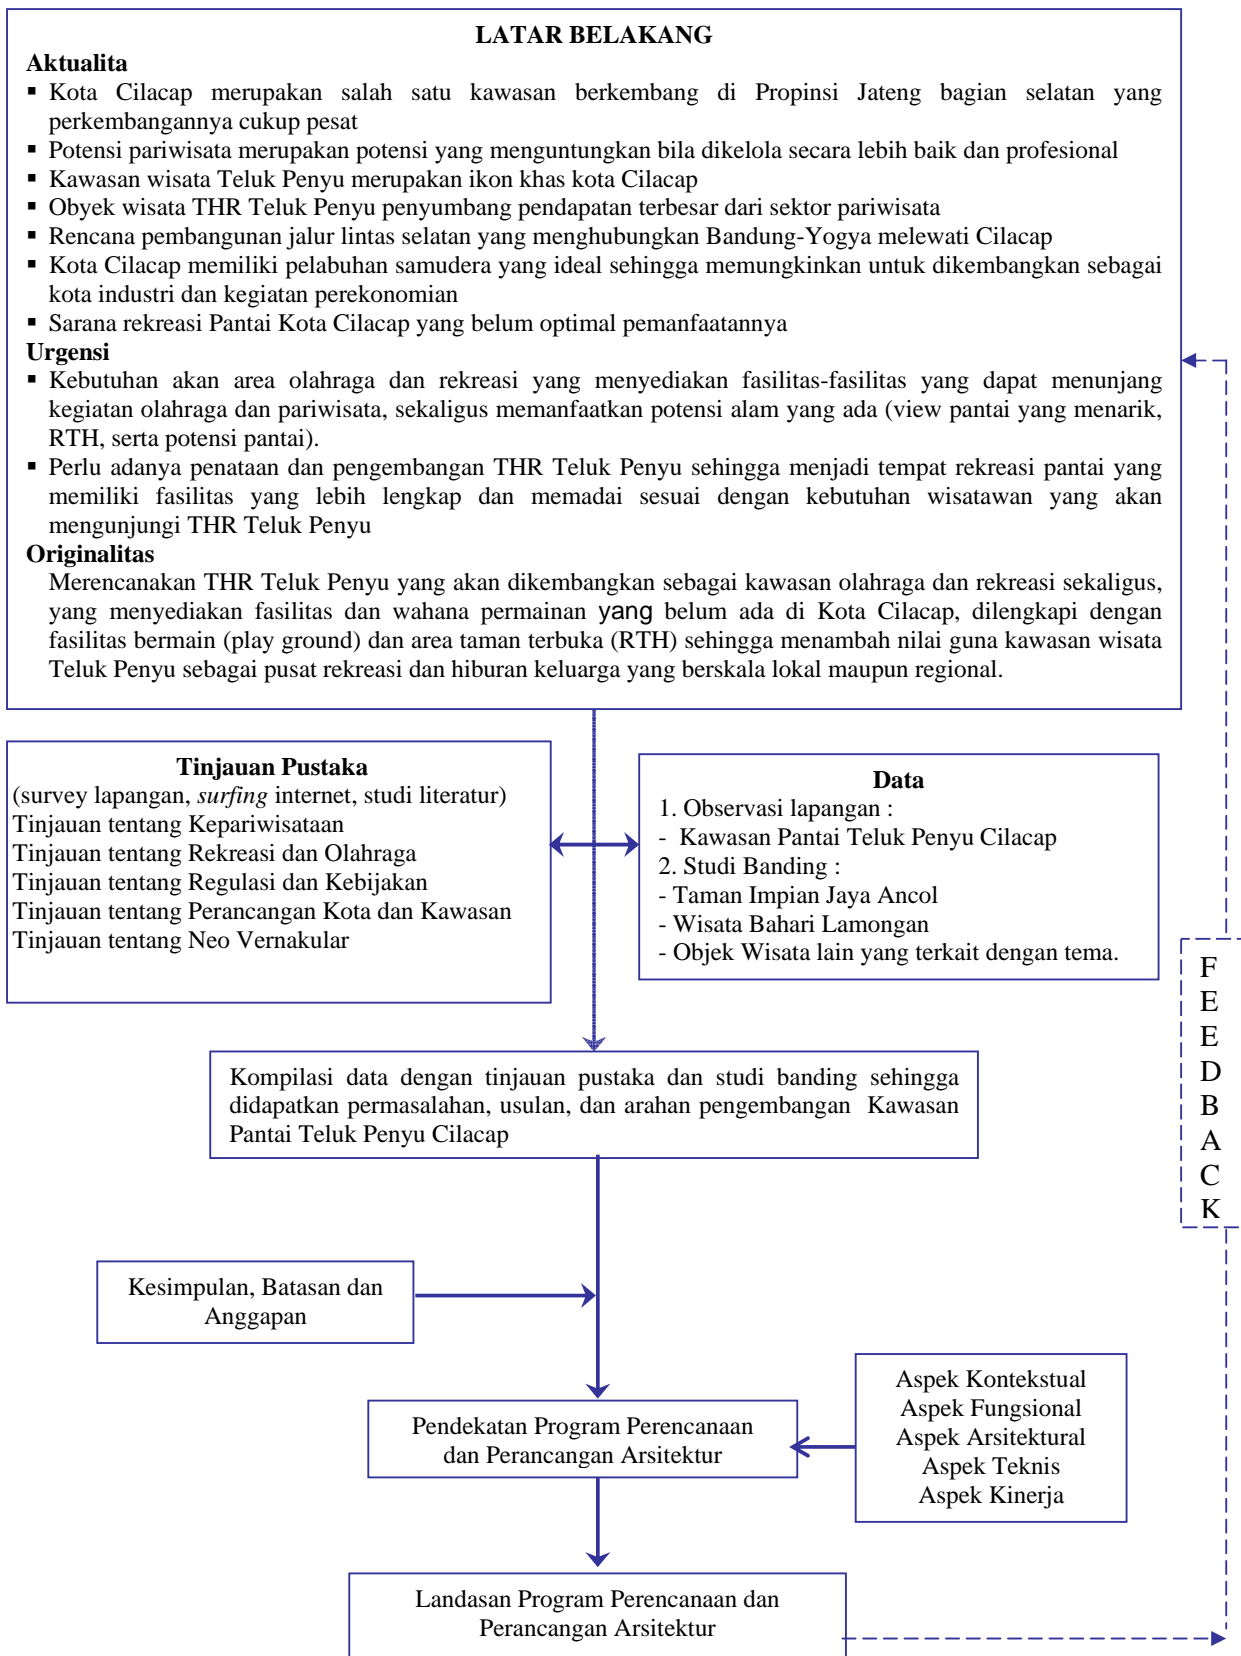 LATAR BELAKANG
Aktualita
▪ Kota Cilacap merupakan salah satu kawasan berkembang di Propinsi Jateng bagian selatan yang
perkembangannya cukup pesat
▪ Potensi pariwisata merupakan potensi yang menguntungkan bila dikelola secara lebih baik dan profesional
▪ Kawasan wisata Teluk Penyu merupakan ikon khas kota Cilacap
▪ Obyek wisata THR Teluk Penyu penyumbang pendapatan terbesar dari sektor pariwisata
▪ Rencana pembangunan jalur lintas selatan yang menghubungkan Bandung-Yogya melewati Cilacap
▪ Kota Cilacap memiliki pelabuhan samudera yang ideal sehingga memungkinkan untuk dikembangkan sebagai
kota industri dan kegiatan perekonomian
▪ Sarana rekreasi Pantai Kota Cilacap yang belum optimal pemanfaatannya
Urgensi
▪ Kebutuhan akan area olahraga dan rekreasi yang menyediakan fasilitas-fasilitas yang dapat menunjang
kegiatan olahraga dan pariwisata, sekaligus memanfaatkan potensi alam yang ada (view pantai yang menarik,
RTH, serta potensi pantai).
▪ Perlu adanya penataan dan pengembangan THR Teluk Penyu sehingga menjadi tempat rekreasi pantai yang
memiliki fasilitas yang lebih lengkap dan memadai sesuai dengan kebutuhan wisatawan yang akan
mengunjungi THR Teluk Penyu
Originalitas
Merencanakan THR Teluk Penyu yang akan dikembangkan sebagai kawasan olahraga dan rekreasi sekaligus,
yang menyediakan fasilitas dan wahana permainan yang belum ada di Kota Cilacap, dilengkapi dengan
fasilitas bermain (play ground) dan area taman terbuka (RTH) sehingga menambah nilai guna kawasan wisata
Teluk Penyu sebagai pusat rekreasi dan hiburan keluarga yang berskala lokal maupun regional.
Tinjauan Pustaka
(survey lapangan, surfing internet, studi literatur)
Tinjauan tentang Kepariwisataan
Tinjauan tentang Rekreasi dan Olahraga
Tinjauan tentang Regulasi dan Kebijakan
Tinjauan tentang Perancangan Kota dan Kawasan
Tinjauan tentang Neo Vernakular
Data
1. Observasi lapangan :
- Kawasan Pantai Teluk Penyu Cilacap
2. Studi Banding :
- Taman Impian Jaya Ancol
- Wisata Bahari Lamongan
- Objek Wisata lain yang terkait dengan tema.
F
E
E
D
B
A
C
K
Kompilasi data dengan tinjauan pustaka dan studi banding sehingga
didapatkan permasalahan, usulan, dan arahan pengembangan Kawasan
Pantai Teluk Penyu Cilacap
Kesimpulan, Batasan dan
Anggapan
Aspek Kontekstual
Aspek Fungsional
Aspek Arsitektural
Aspek Teknis
Aspek Kinerja
Pendekatan Program Perencanaan
dan Perancangan Arsitektur
Landasan Program Perencanaan dan
Perancangan Arsitektur